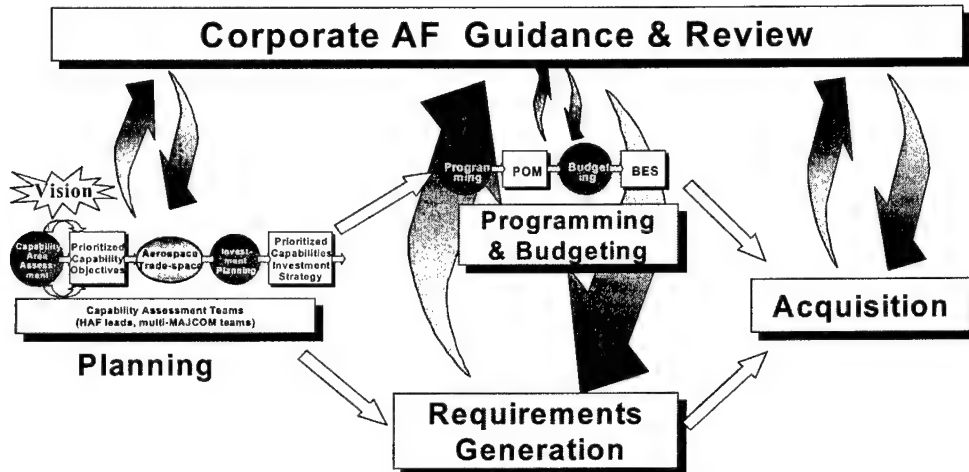 Corporate AF Guidance & Review
Vision
Capability
Area
Assess-
ment
Prioritized
Capability
Objectives
Aerospace
Trade-space
Invest-
ment
Planning
Prioritized
Capabilities
Investment
Strategy
Capability Assessment Teams
(HAF leads, multi-MAJCOM teams)
Planning
Program
ming
POM
Budget
ing
BES
Programming
& Budgeting
Requirements
Generation
Acquisition